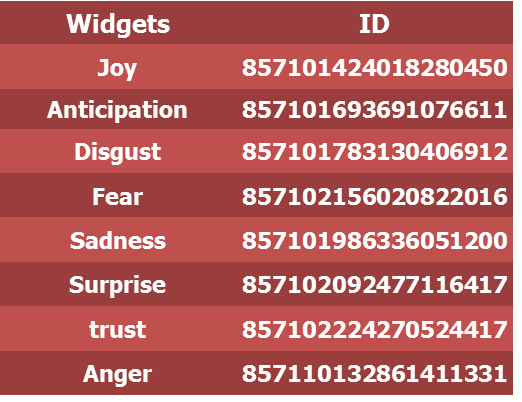 Widgets ID
Joy 857101424018280450
Anticipation 857101693691076611
Disgust 857101783130406912
Fear 857102156020822016
Sadness 857101986336051200
Surprise 857102092477116417
trust 857102224270524417
Anger 857110132861411331